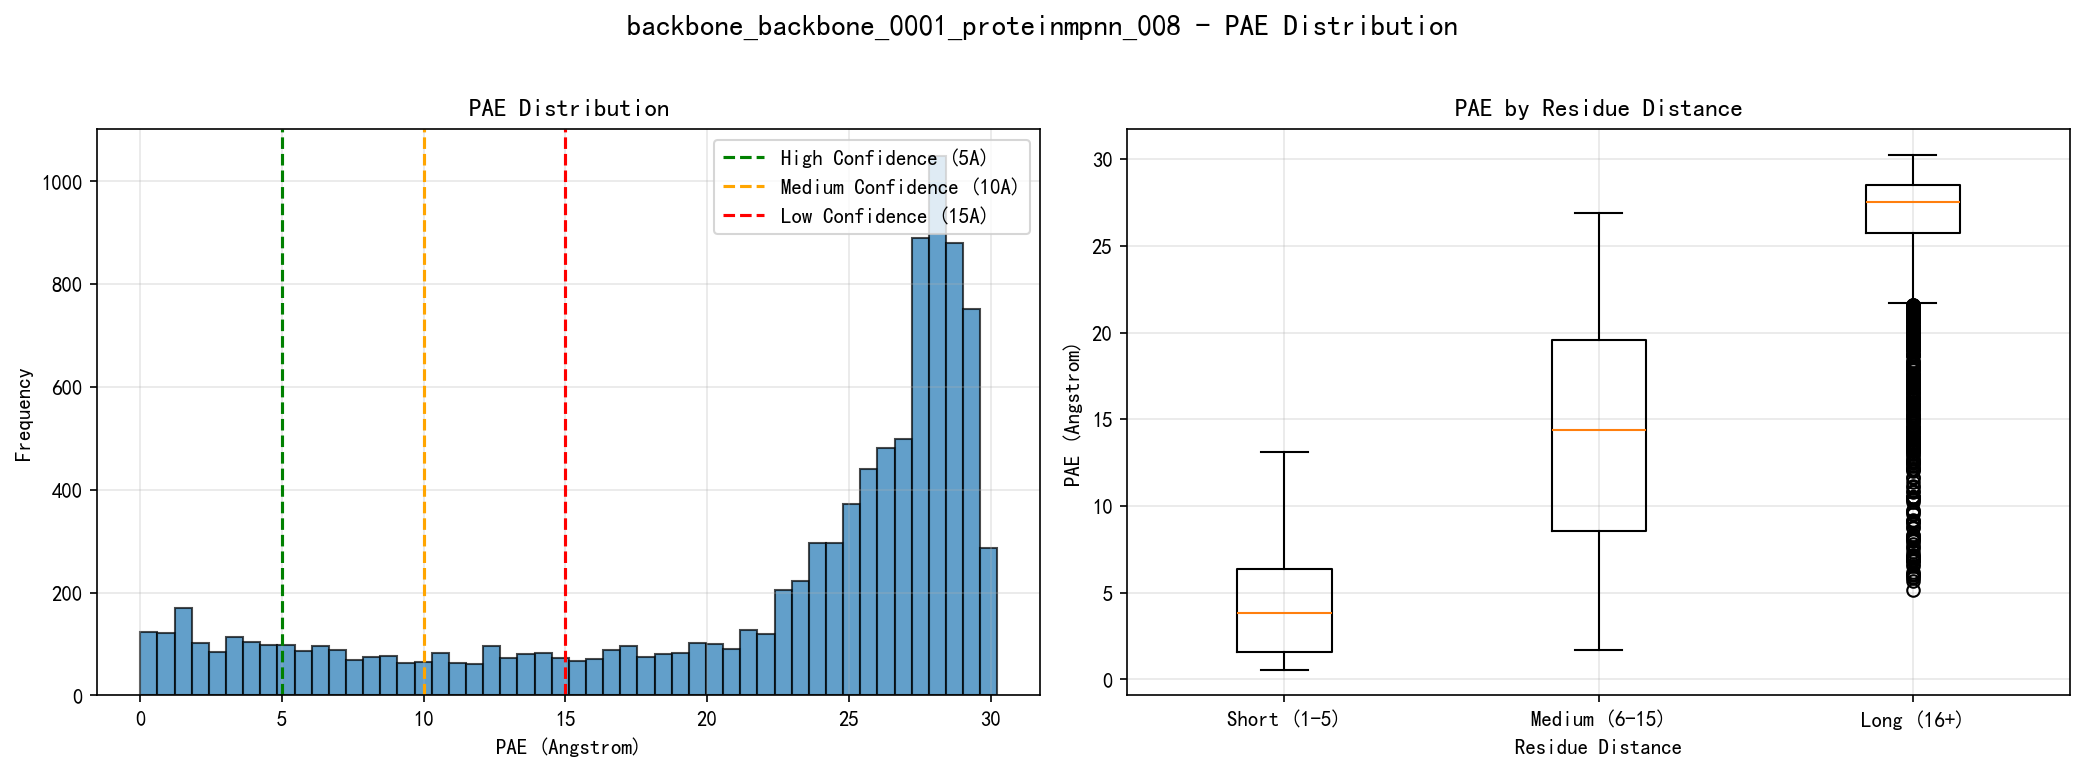 backbone_backbone_0001_proteinmpnn_008 - PAE Distribution
PAE Distribution
High Confidence (5A)
Medium Confidence (10A)
Low Confidence (15A)
Frequency
1000
800
600
400
200
0
0 5 10 15 20 25 30
PAE (Angstrom)
PAE by Residue Distance
PAE (Angstrom)
30
25
20
15
10
5
0
Short (1-5) Medium (6-15) Long (16+)
Residue Distance